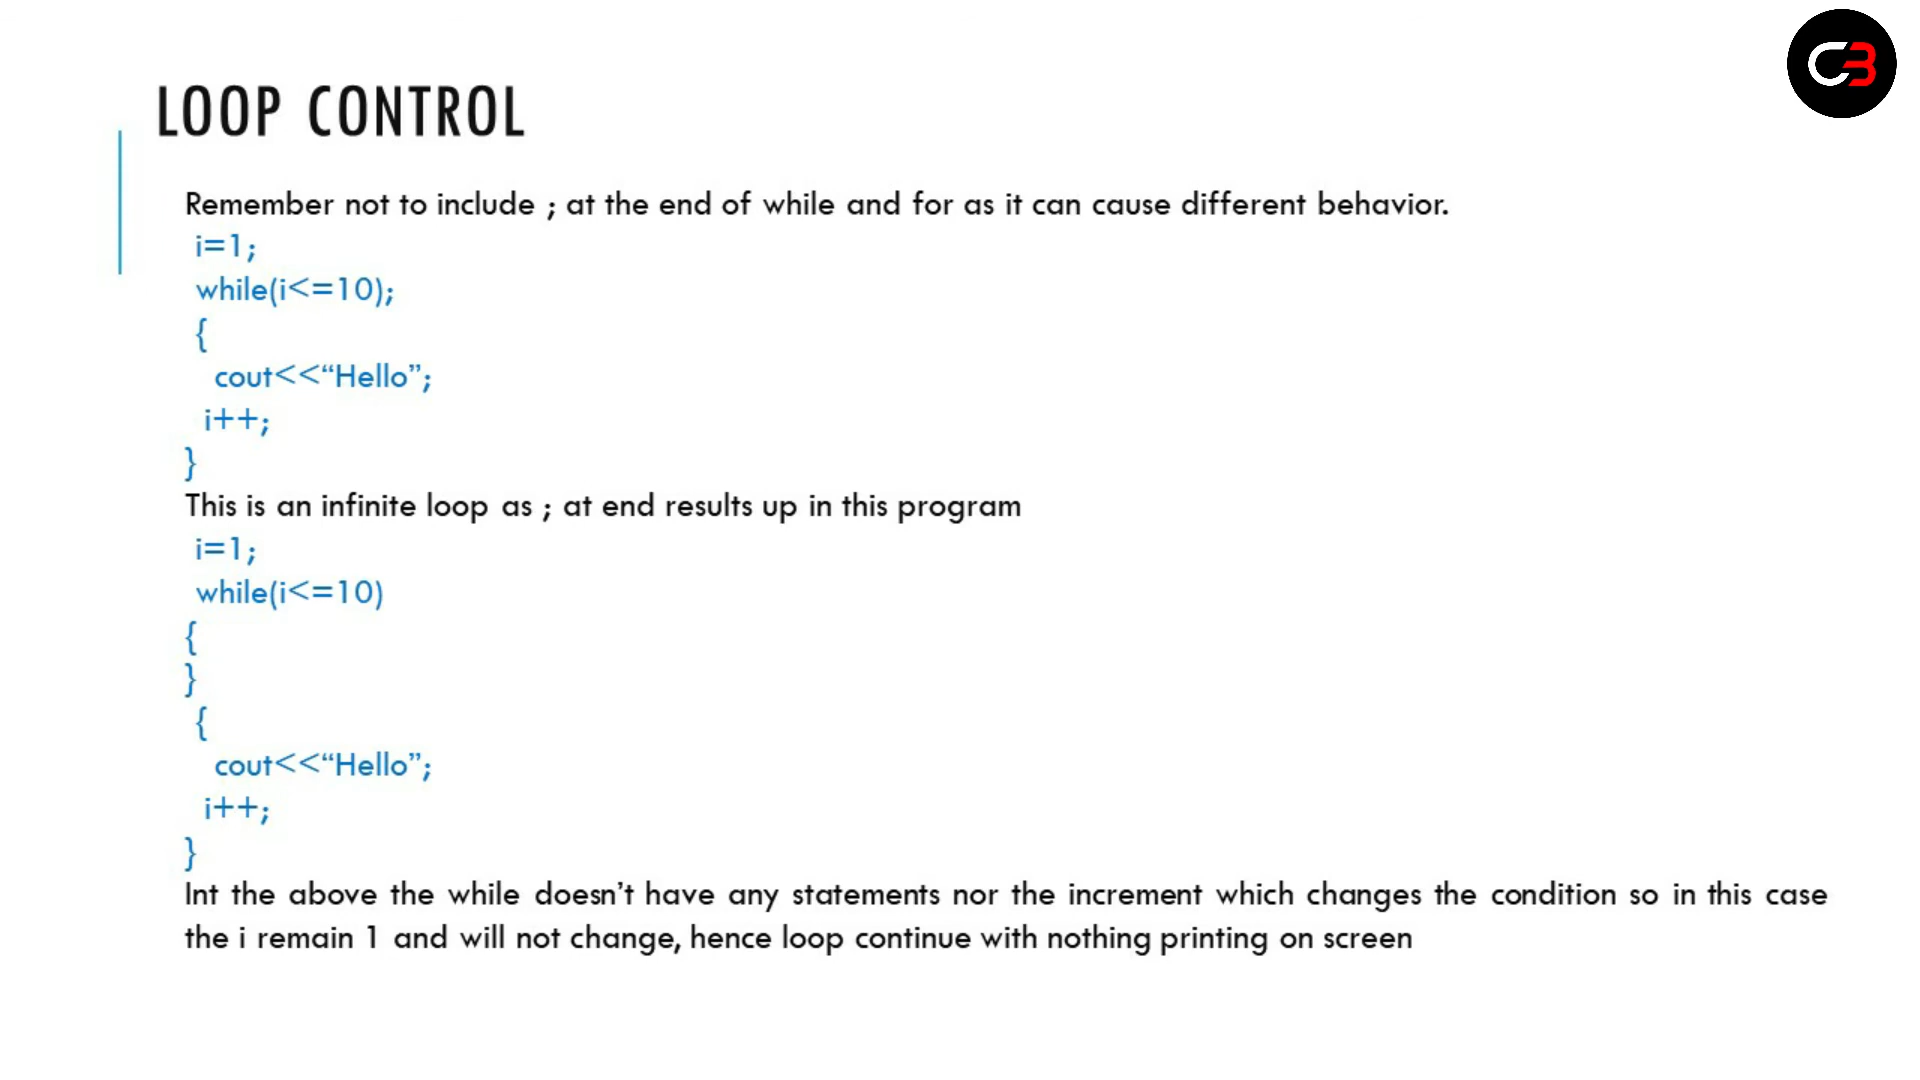 LOOP CONTROL
CB
Remember not to include ; at the end of while and for as it can cause different behavior.
i=1;
while(i<=10);
{
cout<<“Hello”;
i++;
}
This is an infinite loop as ; at end results up in this program
i=1;
while(i<=10)
{
}
{
cout<<“Hello”;
i++;
}
Int the above the while doesn’t have any statements nor the increment which changes the condition so in this case
the i remain 1 and will not change, hence loop continue with nothing printing on screen